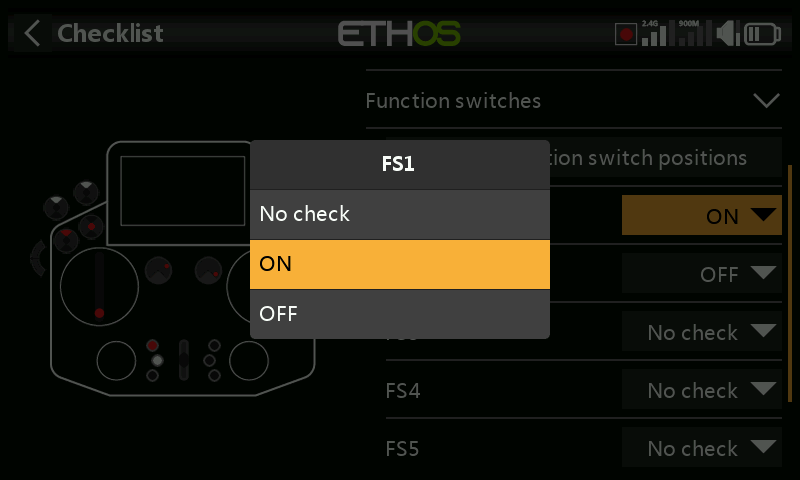 Checklist
ETHOS
2.4G
900M
Function switches
tion switch positions
FS1
No check
ON
OFF
ON
OFF
No check
FS4
No check
FS5
No check